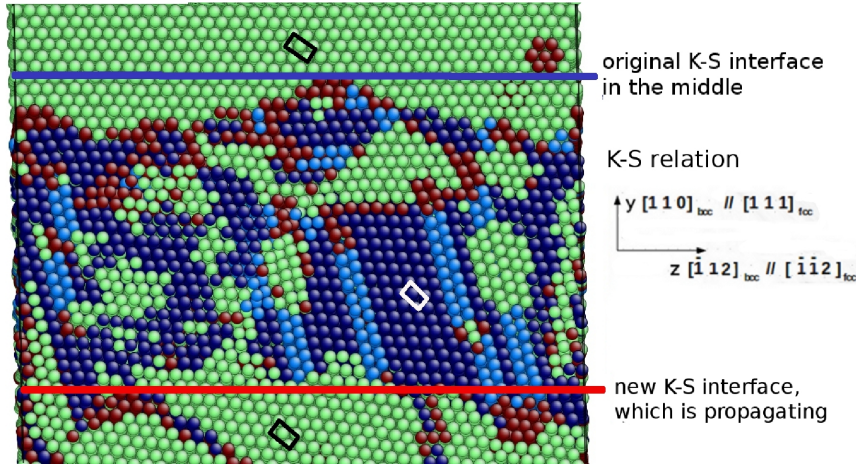 original K-S interface
in the middle
K-S relation
y [1 1 0]bcc // [1 1 1]fcc
z [1̄ 1 2]bcc // [1̄ 1̄ 2]fcc
new K-S interface,
which is propagating